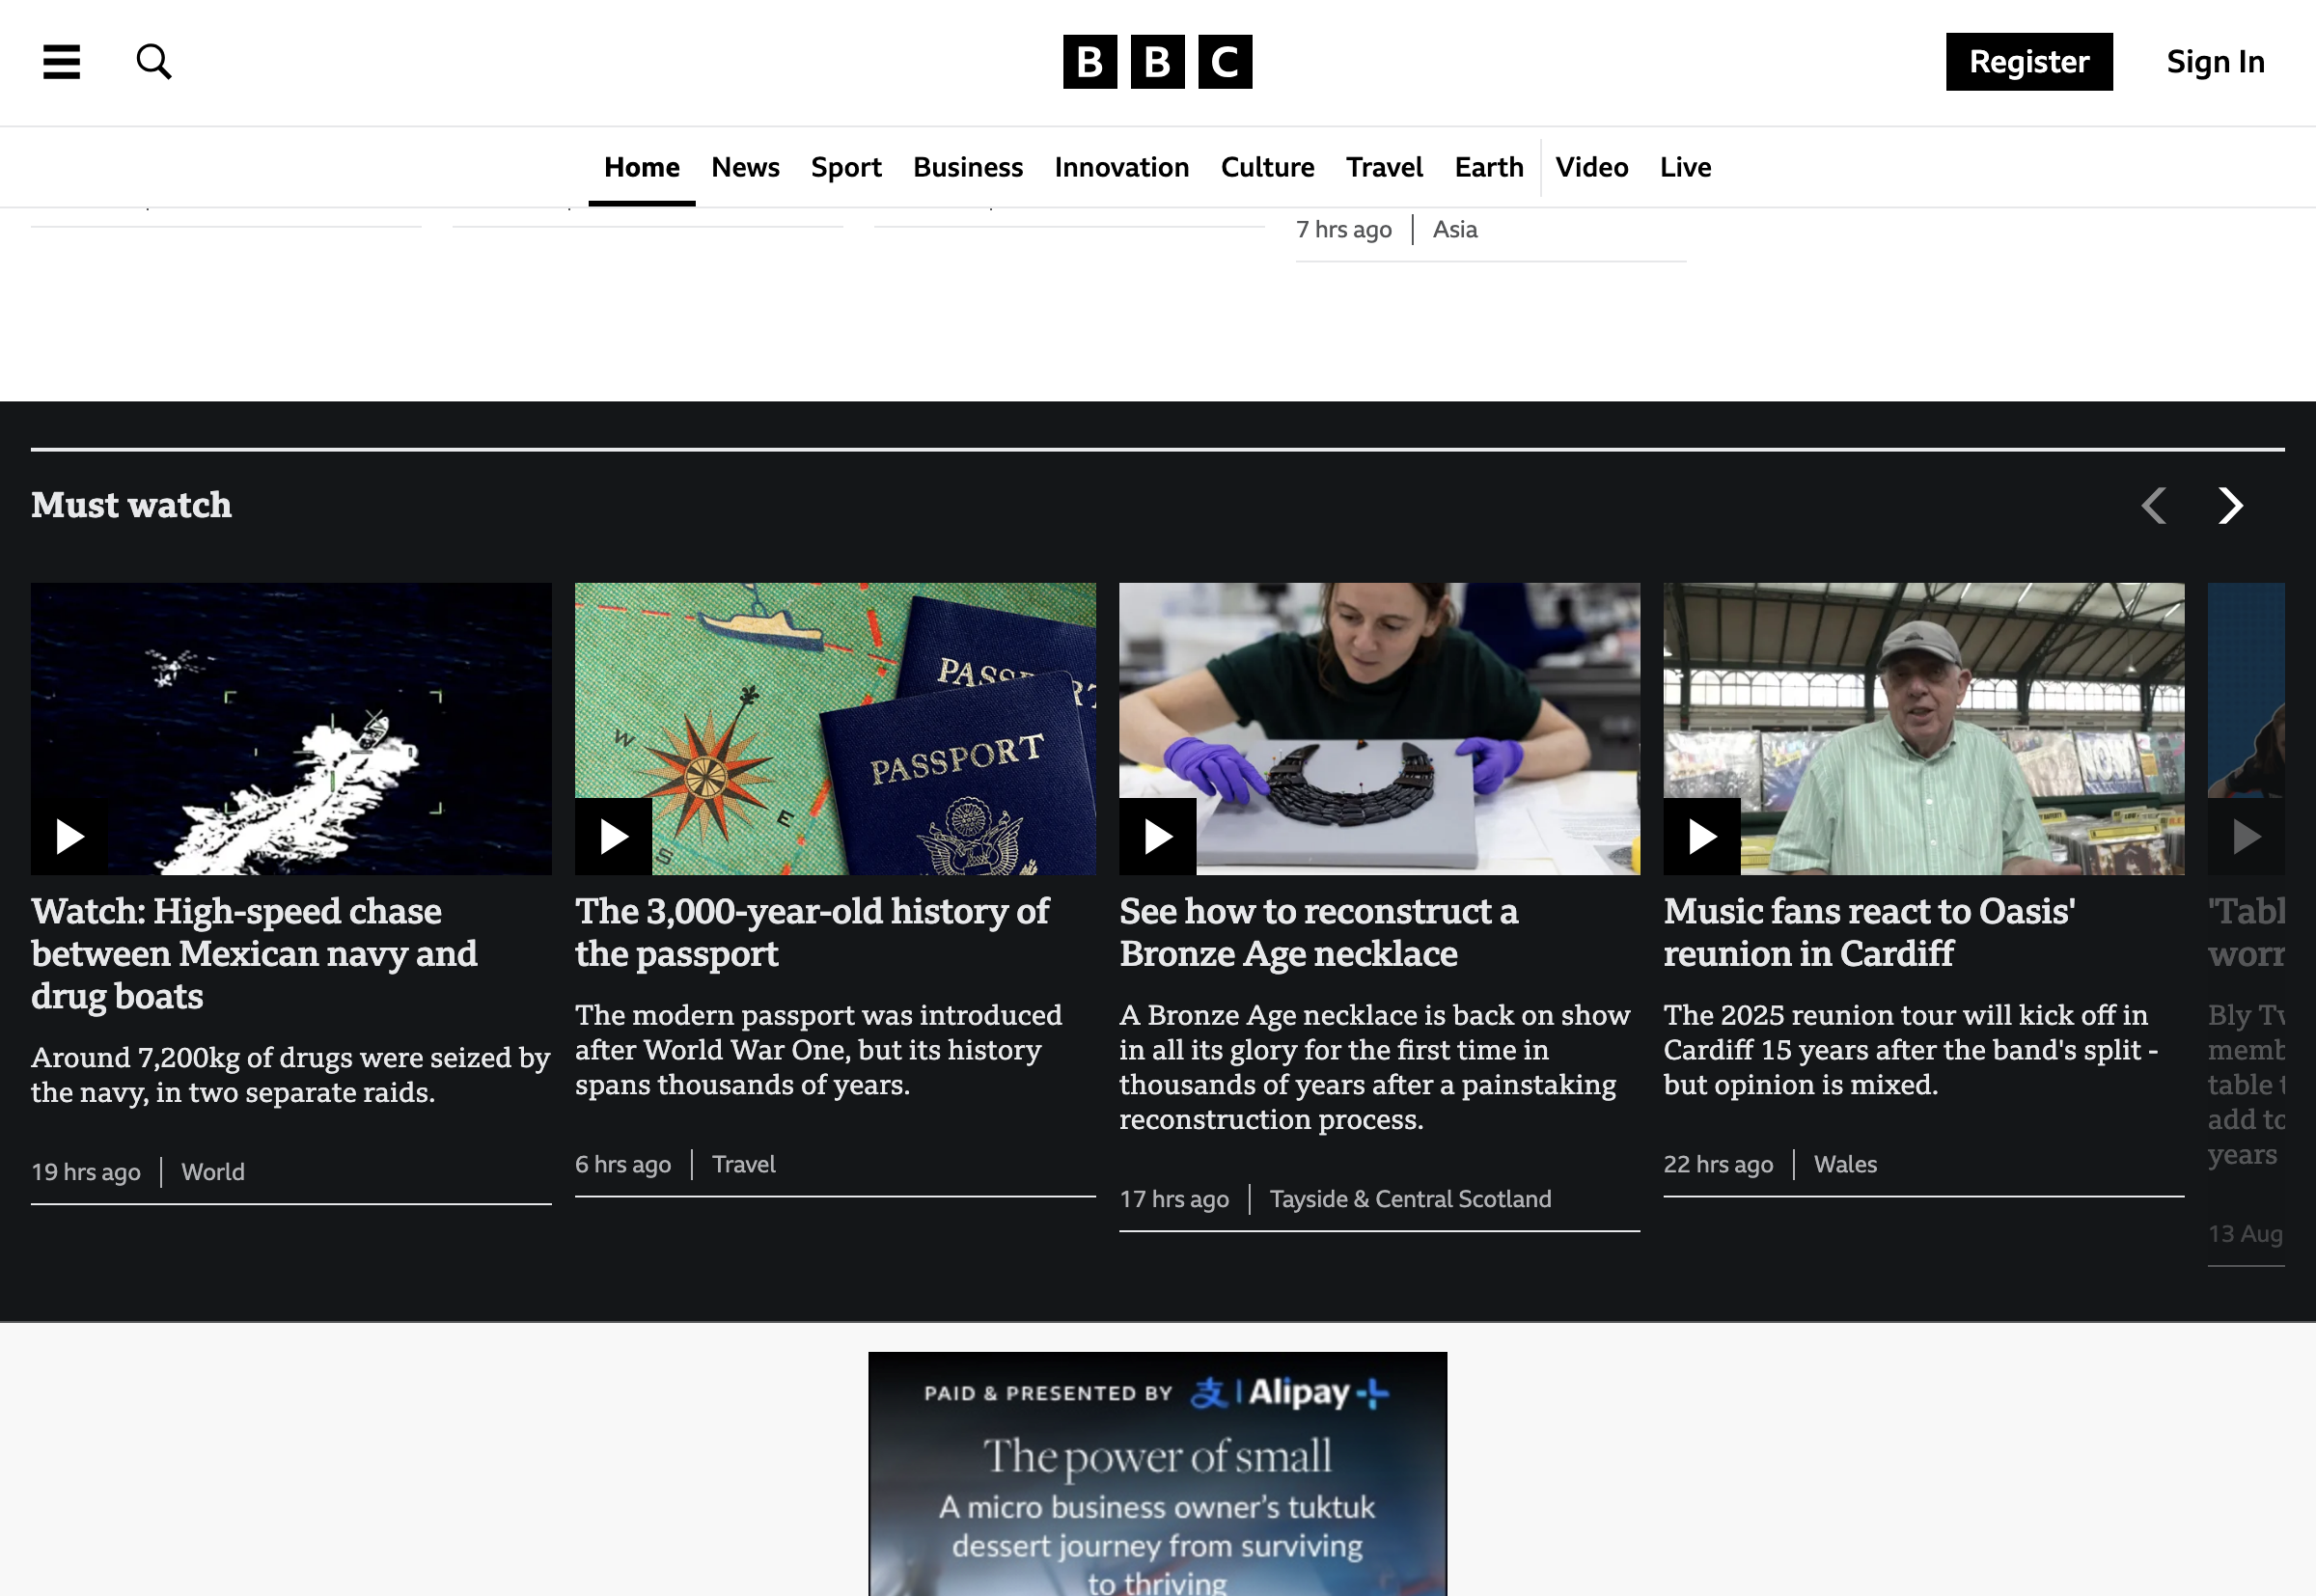 BBC
Register
Sign In
Home News Sport Business Innovation Culture Travel Earth Video Live
7 hrs ago | Asia
Must watch
PASSPORT
W
E
S
NOW
Watch: High-speed chase
between Mexican navy and
drug boats
Around 7,200kg of drugs were seized by
the navy, in two separate raids.
19 hrs ago | World
The 3,000-year-old history of
the passport
The modern passport was introduced
after World War One, but its history
spans thousands of years.
6 hrs ago | Travel
See how to reconstruct a
Bronze Age necklace
A Bronze Age necklace is back on show
in all its glory for the first time in
thousands of years after a painstaking
reconstruction process.
17 hrs ago | Tayside & Central Scotland
Music fans react to Oasis'
reunion in Cardiff
The 2025 reunion tour will kick off in
Cardiff 15 years after the band's split -
but opinion is mixed.
22 hrs ago | Wales
'Tabl
worr
Bly Tw
memb
table t
add to
years
13 Aug
PAID & PRESENTED BY 支 | Alipay+
The power of small
A micro business owner's tuktuk
dessert journey from surviving
to thriving